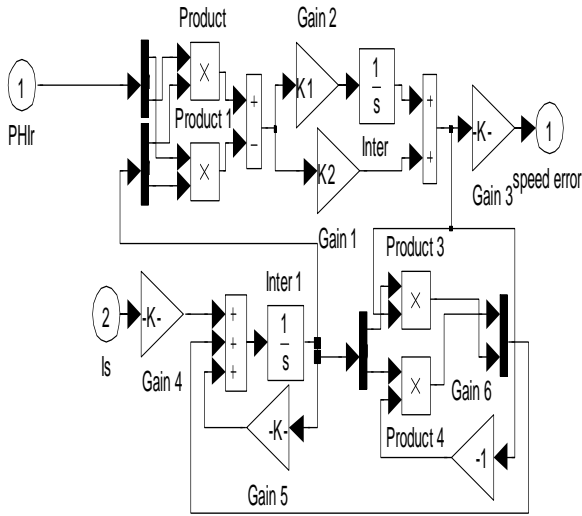 Product
Gain 2
1
PHIr
×
+
−
K1
1
s
+
+
-K-
1
Product 1
×
K2
Inter
Gain 3
speed error
Gain 1
Product 3
2
Is
-K-
Gain 4
+
+
+
Inter 1
1
s
×
×
Gain 6
Product 4
-K-
Gain 5
-1